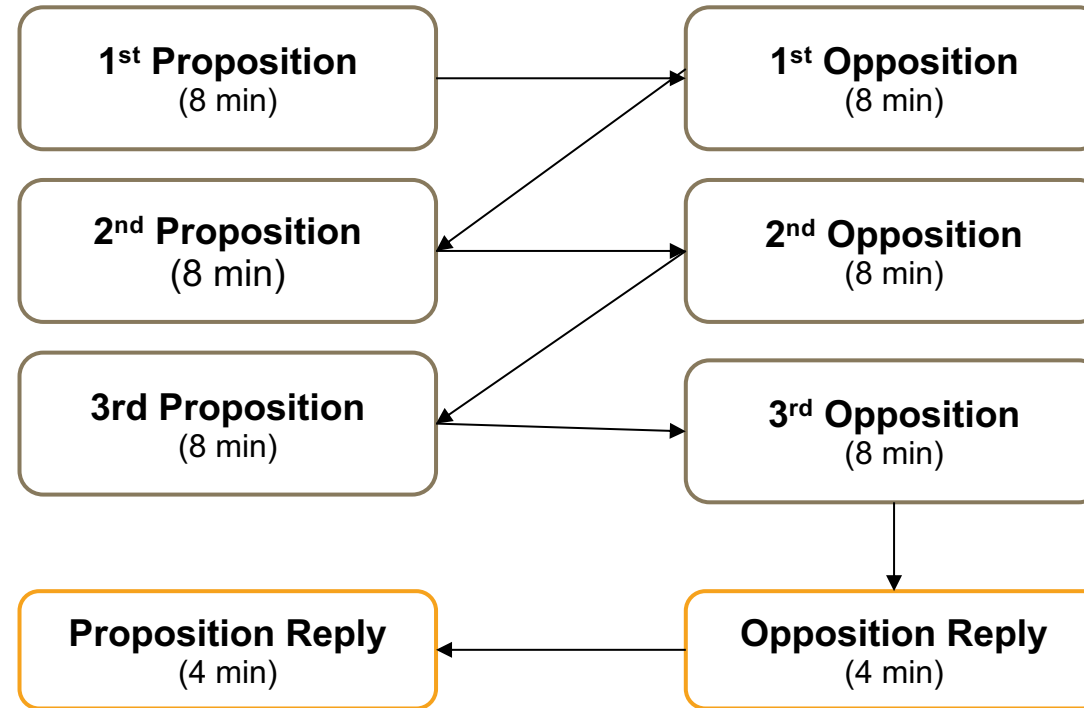 1st Proposition
(8 min)
1st Opposition
(8 min)
2nd Proposition
(8 min)
2nd Opposition
(8 min)
3rd Proposition
(8 min)
3rd Opposition
(8 min)
Opposition Reply
(4 min)
Proposition Reply
(4 min)